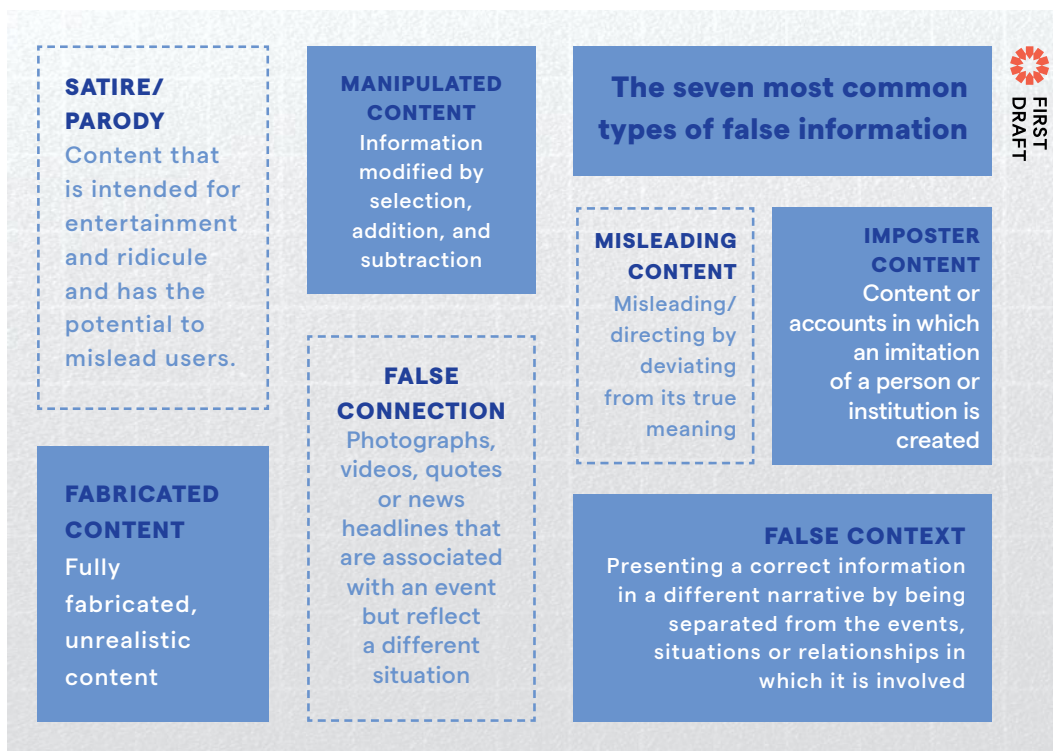 The seven most common
types of false information
FIRST
DRAFT
SATIRE/
PARODY
Content that
is intended for
entertainment
and ridicule
and has the
potential to
mislead users.
MANIPULATED
CONTENT
Information
modified by
selection,
addition, and
subtraction
MISLEADING
CONTENT
Misleading/
directing by
deviating
from its true
meaning
IMPOSTER
CONTENT
Content or
accounts in which
an imitation
of a person or
institution is
created
FABRICATED
CONTENT
Fully
fabricated,
unrealistic
content
FALSE
CONNECTION
Photographs,
videos, quotes
or news
headlines that
are associated
with an event
but reflect
a different
situation
FALSE CONTEXT
Presenting a correct information
in a different narrative by being
separated from the events,
situations or relationships in
which it is involved